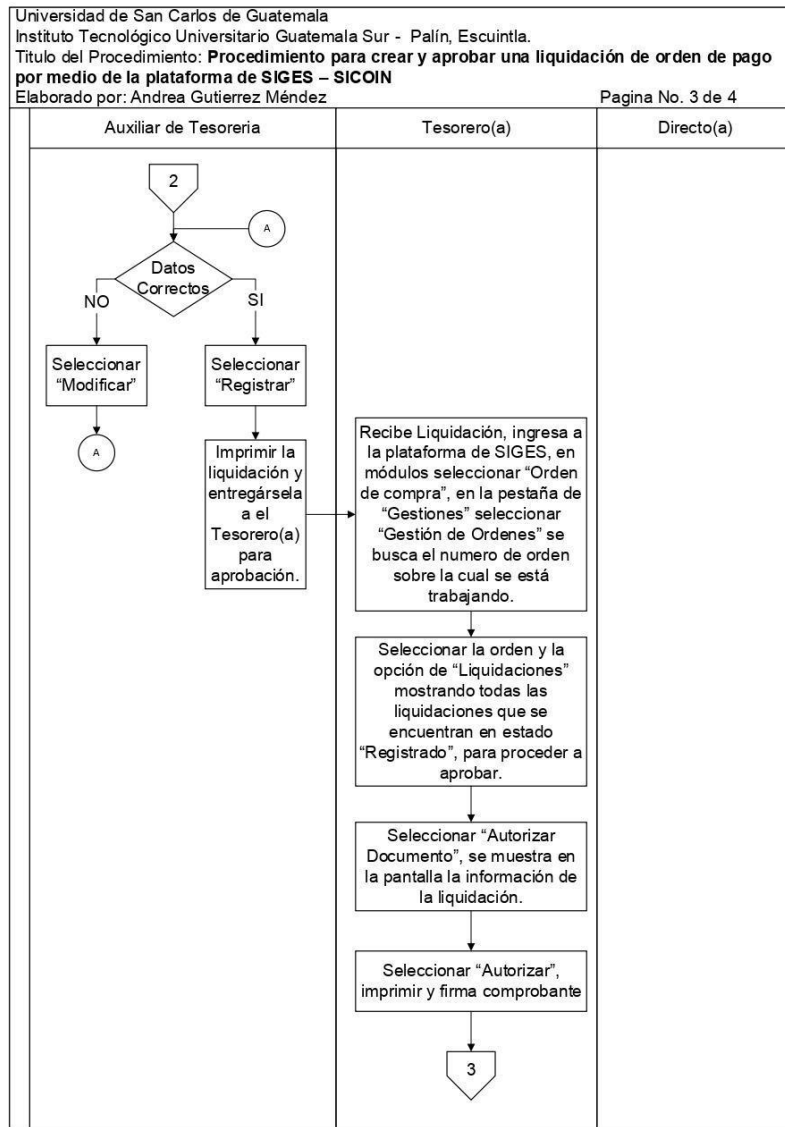 Universidad de San Carlos de Guatemala
Instituto Tecnológico Universitario Guatemala Sur - Palín, Escuintla.
Titulo del Procedimiento: Procedimiento para crear y aprobar una liquidación de orden de pago
por medio de la plataforma de SIGES – SICOIN
Elaborado por: Andrea Gutierrez Méndez Pagina No. 3 de 4
Auxiliar de Tesoreria
Tesorero(a)
Directo(a)
2
A
Datos
Correctos
NO
SI
Seleccionar
“Modificar”
Seleccionar
“Registrar”
A
Imprimir la
liquidación y
entregársela
a el
Tesorero(a)
para
aprobación.
Recibe Liquidación, ingresa a
la plataforma de SIGES, en
módulos seleccionar “Orden
de compra”, en la pestaña de
“Gestiones” seleccionar
“Gestión de Ordenes” se
busca el numero de orden
sobre la cual se está
trabajando.
Seleccionar la orden y la
opción de “Liquidaciones”
mostrando todas las
liquidaciones que se
encuentran en estado
“Registrado”, para proceder a
aprobar.
Seleccionar “Autorizar
Documento”, se muestra en
la pantalla la información de
la liquidación.
Seleccionar “Autorizar”,
imprimir y firma comprobante
3